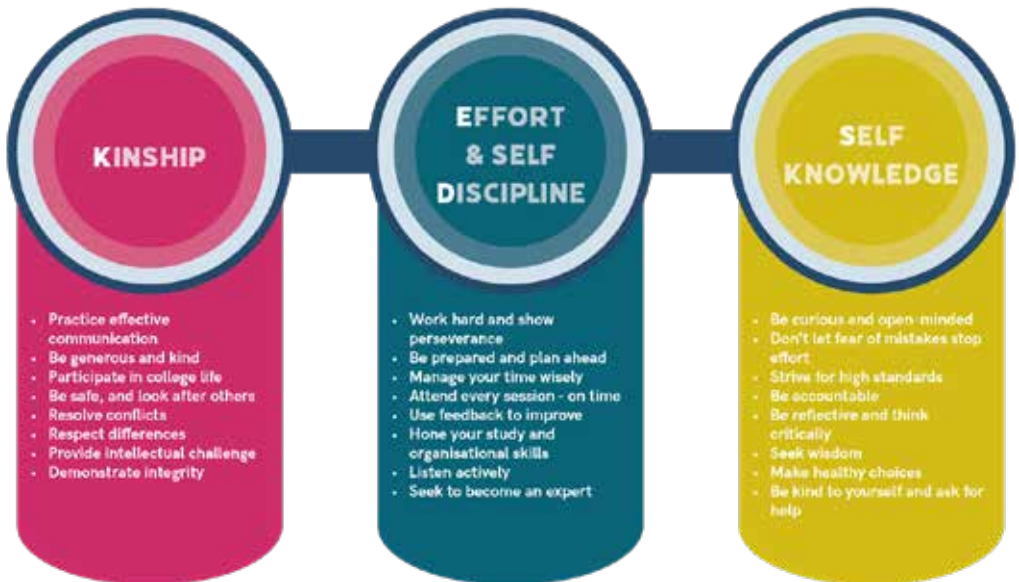 KINSHIP
• Practice effective
communication
• Be generous and kind
• Participate in college life
• Be safe, and look after others
• Resolve conflicts
• Respect differences
• Provide intellectual challenge
• Demonstrate integrity
EFFORT
& SELF
DISCIPLINE
• Work hard and show
perseverance
• Be prepared and plan ahead
• Manage your time wisely
• Attend every session - on time
• Use feedback to improve
• Hone your study and
organisational skills
• Listen actively
• Seek to become an expert
SELF
KNOWLEDGE
• Be curious and open-minded
• Don't let fear of mistakes stop
effort
• Strive for high standards
• Be accountable
• Be reflective and think
critically
• Seek wisdom
• Make healthy choices
• Be kind to yourself and ask for
help